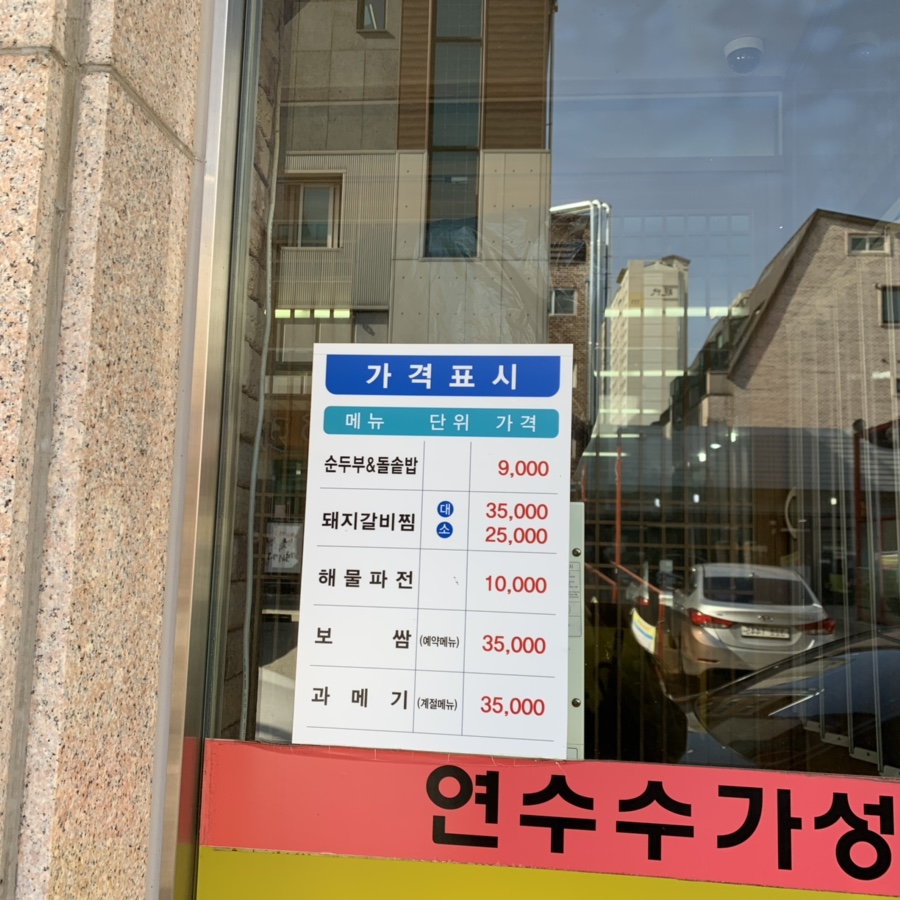 가격표시
메뉴 단위 가격
순두부&돌솥밥 9,000
돼지갈비찜 대 35,000
소 25,000
해물파전 10,000
보쌈 (예약메뉴) 35,000
과메기 (계절메뉴) 35,000
연수수가성